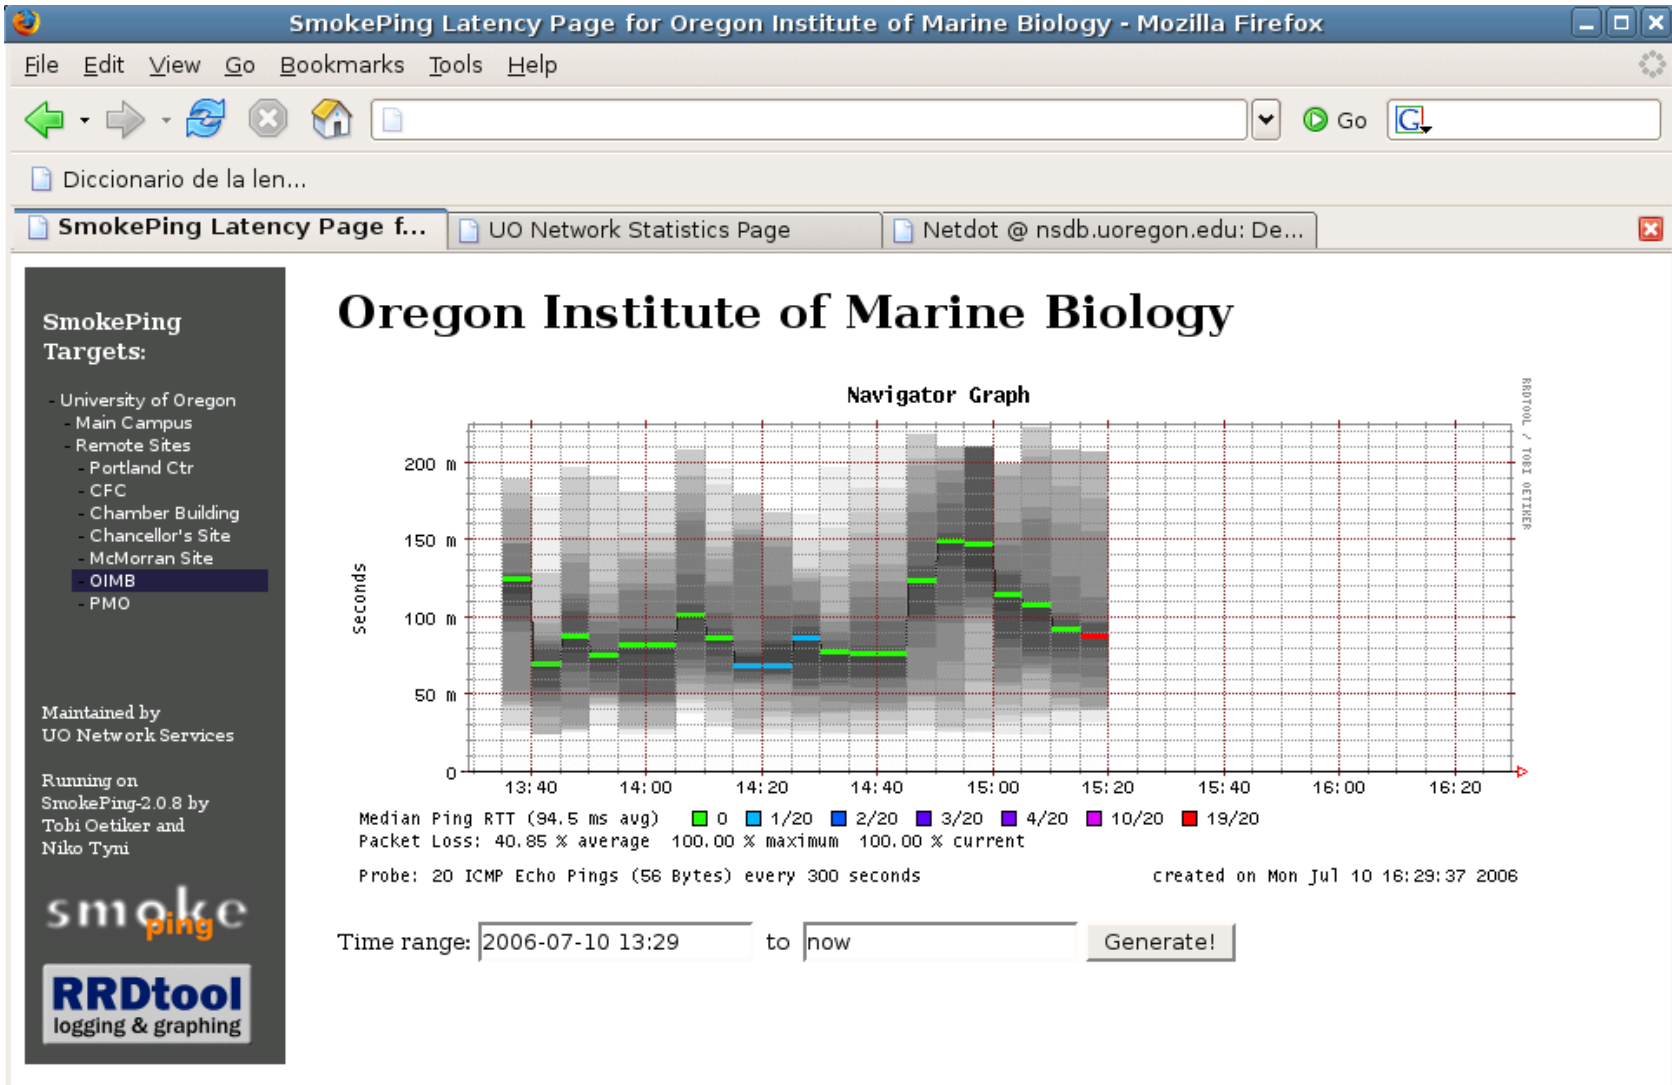 SmokePing Latency Page for Oregon Institute of Marine Biology - Mozilla Firefox
File Edit View Go Bookmarks Tools Help
Go
G
Diccionario de la len...
SmokePing Latency Page f...
UO Network Statistics Page
Netdot @ nsdb.uoregon.edu: De...
SmokePing
Targets:
- University of Oregon
- Main Campus
- Remote Sites
- Portland Ctr
- CFC
- Chamber Building
- Chancellor's Site
- McMorran Site
- OIMB
- PMO
Maintained by
UO Network Services
Running on
SmokePing-2.0.8 by
Tobi Oetiker and
Niko Tyni
smoke
ping
RRDtool
logging & graphing
Oregon Institute of Marine Biology
Navigator Graph
RRDTOOL / TOBI OETIKER
Seconds
200 m
150 m
100 m
50 m
0
13:40 14:00 14:20 14:40 15:00 15:20 15:40 16:00 16:20
Median Ping RTT (94.5 ms avg) 0 1/20 2/20 3/20 4/20 10/20 19/20
Packet Loss: 40.85 % average 100.00 % maximum 100.00 % current
Probe: 20 ICMP Echo Pings (56 Bytes) every 300 seconds created on Mon Jul 10 16:29:37 2006
Time range: 2006-07-10 13:29 to now Generate!